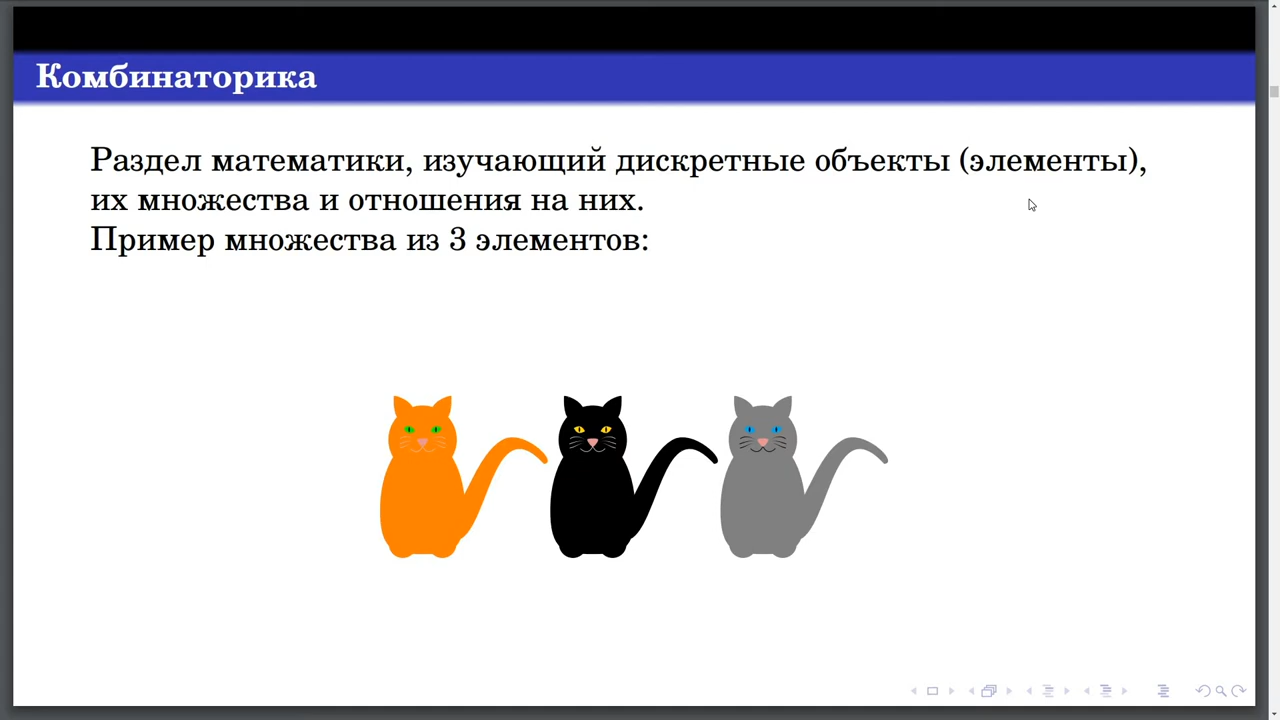 Комбинаторика
Раздел математики, изучающий дискретные объекты (элементы),
их множества и отношения на них.
Пример множества из 3 элементов: